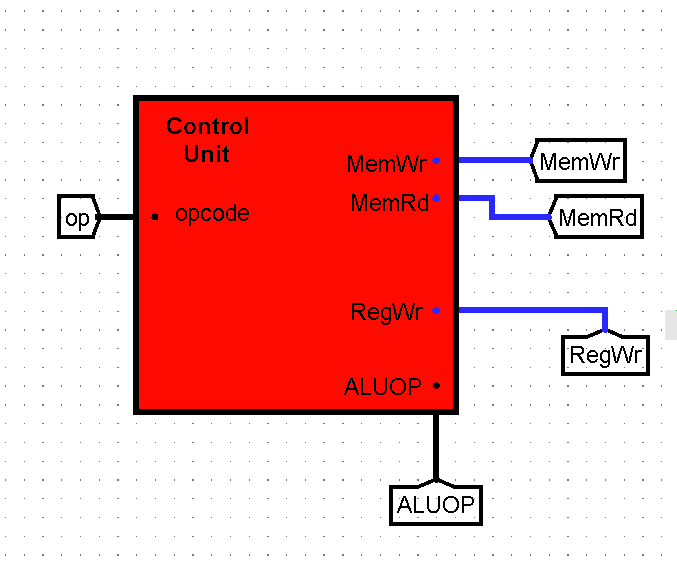 Control
Unit
MemWr
MemWr
MemRd
MemRd
op
opcode
RegWr
RegWr
ALUOP
ALUOP